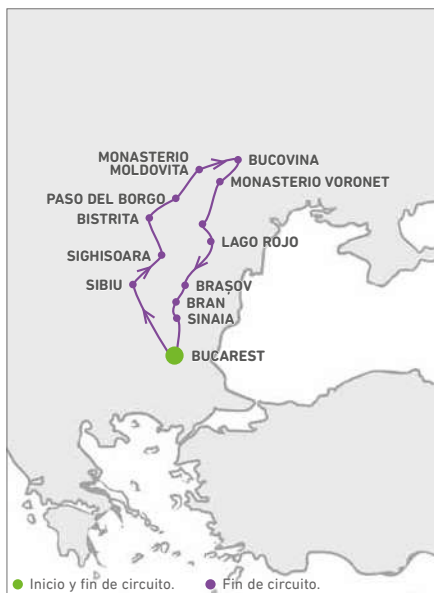 MONASTERIO
MOLDOVITA
BUCOVINA
MONASTERIO VORONET
PASO DEL BORGO
BISTRITA
LAGO ROJO
SIGHISOARA
SIBIU
BRAȘOV
BRAN
SINAIA
BUCAREST
Inicio y fin de circuito.
Fin de circuito.